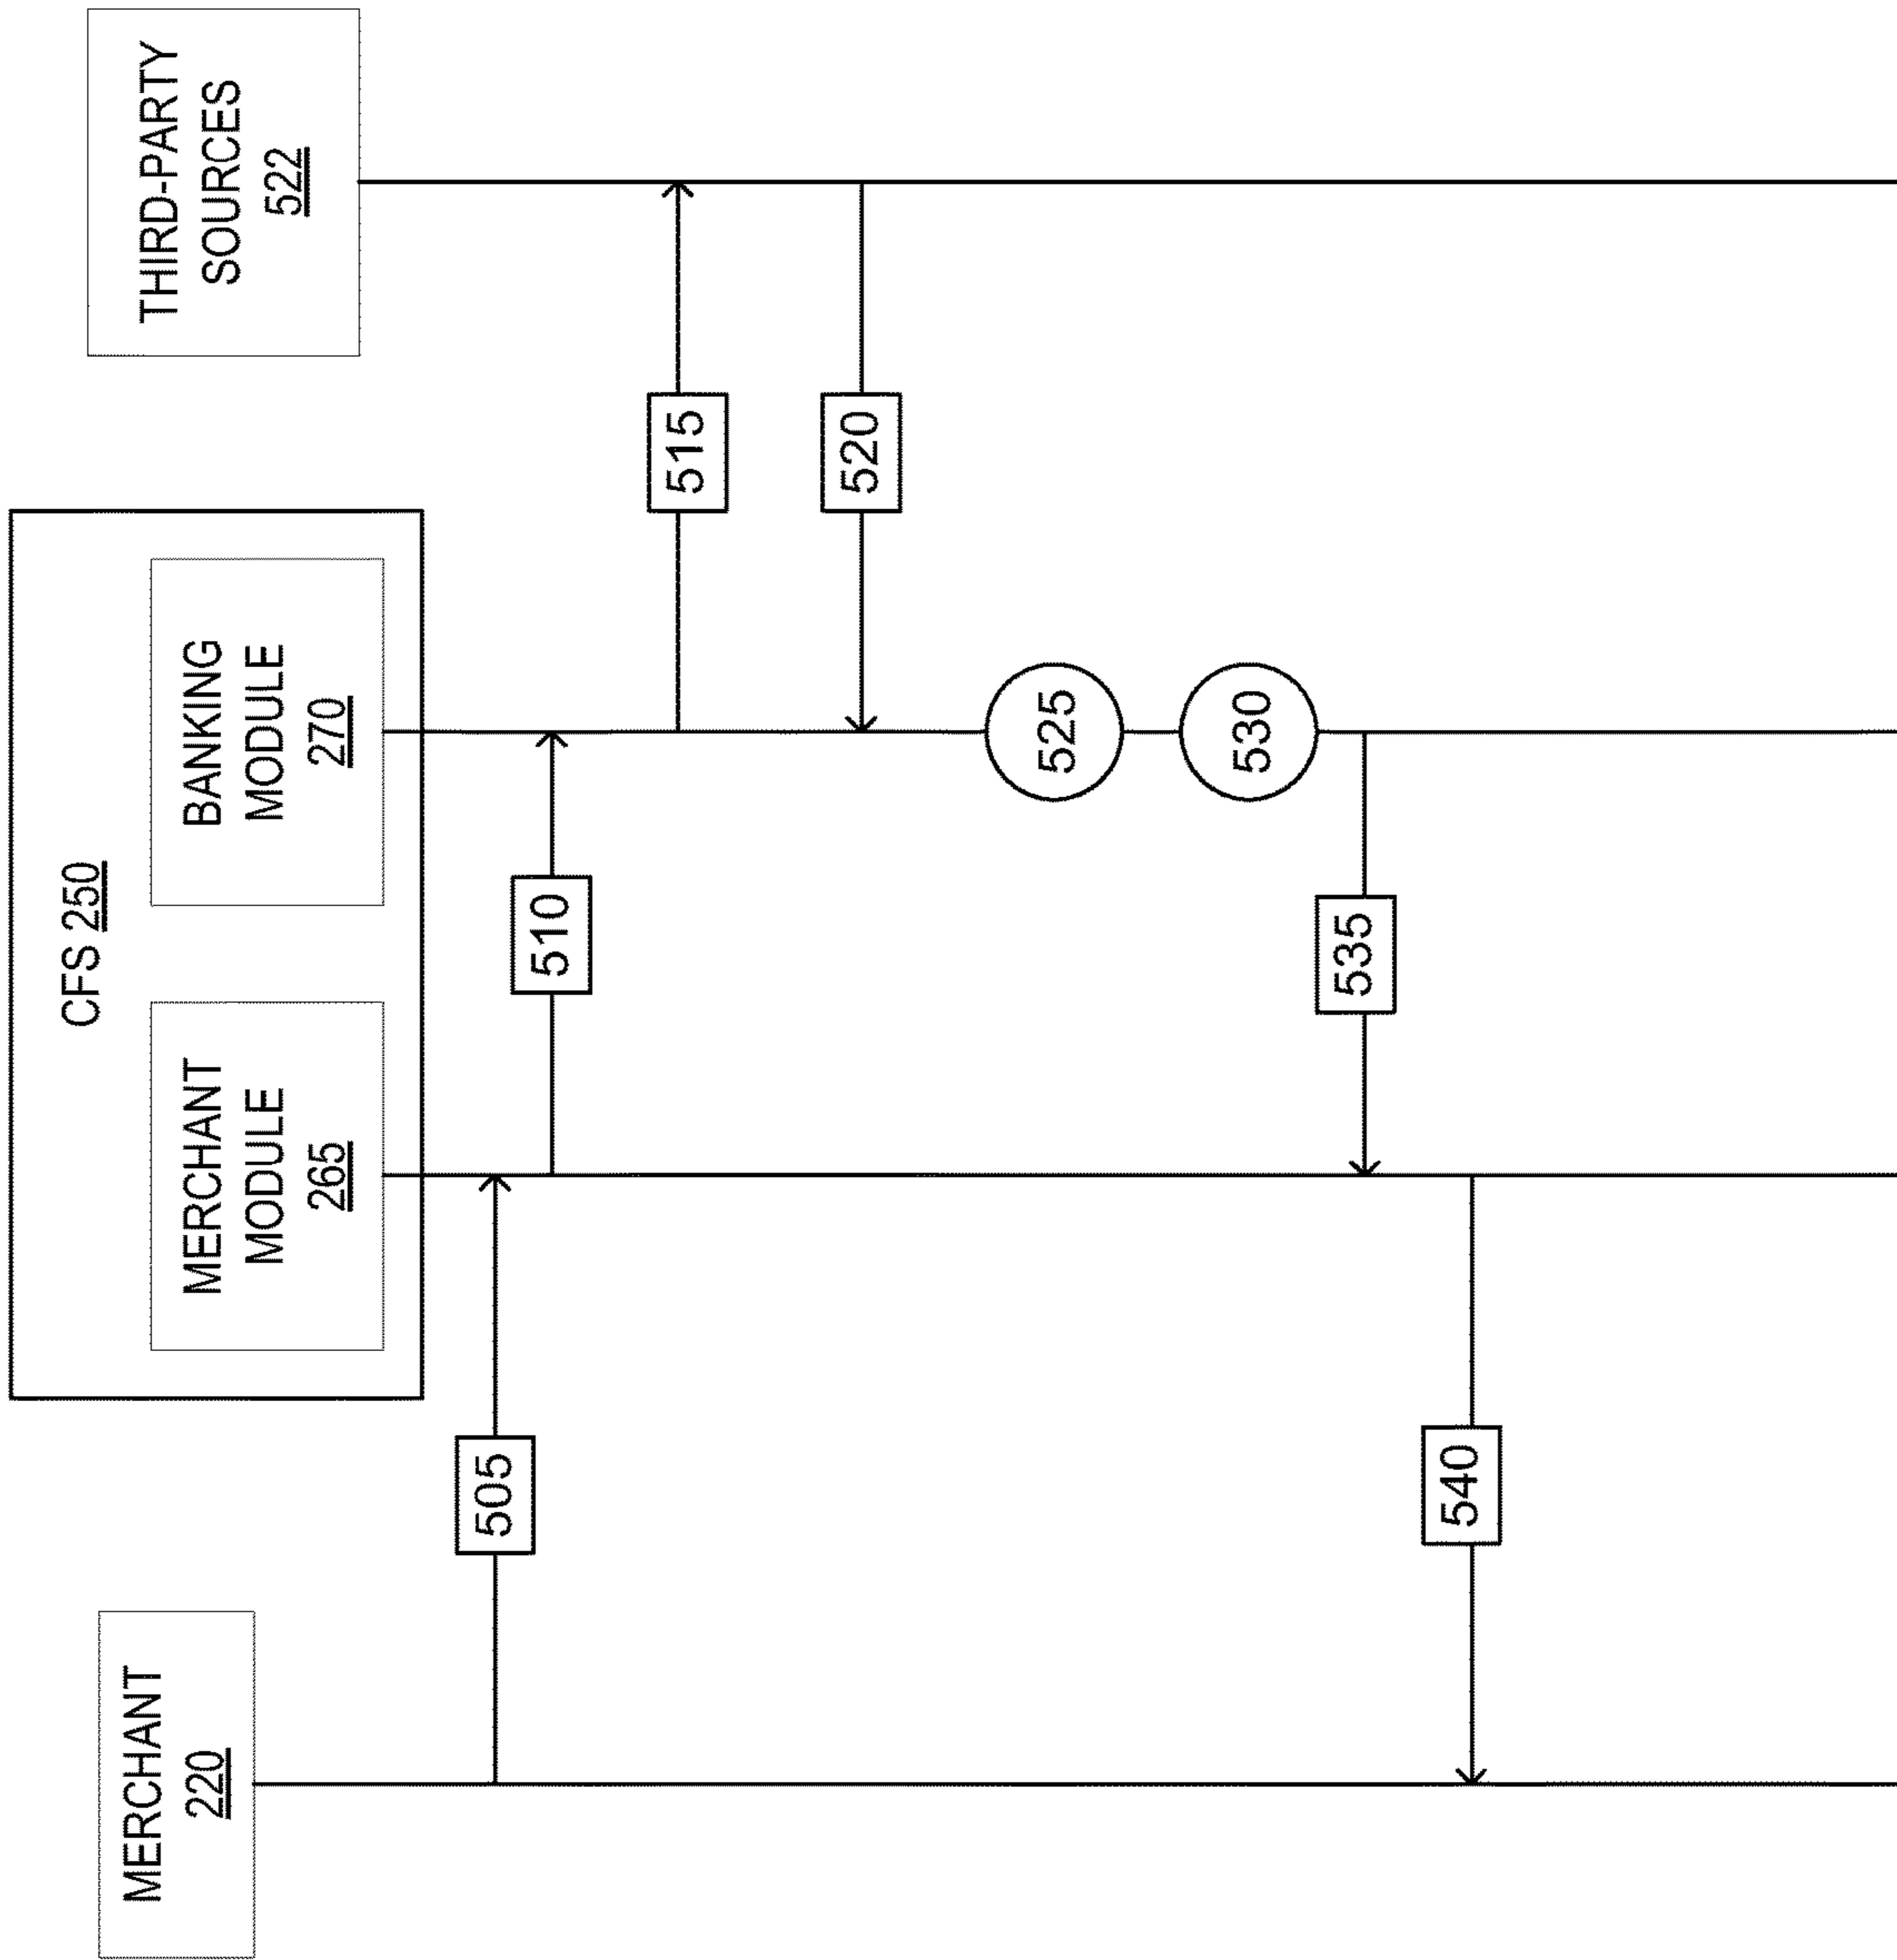 MERCHANT
220
CFS 250
MERCHANT
MODULE
265
BANKING
MODULE
270
THIRD-PARTY
SOURCES
522
505
510
515
520
525
530
535
540